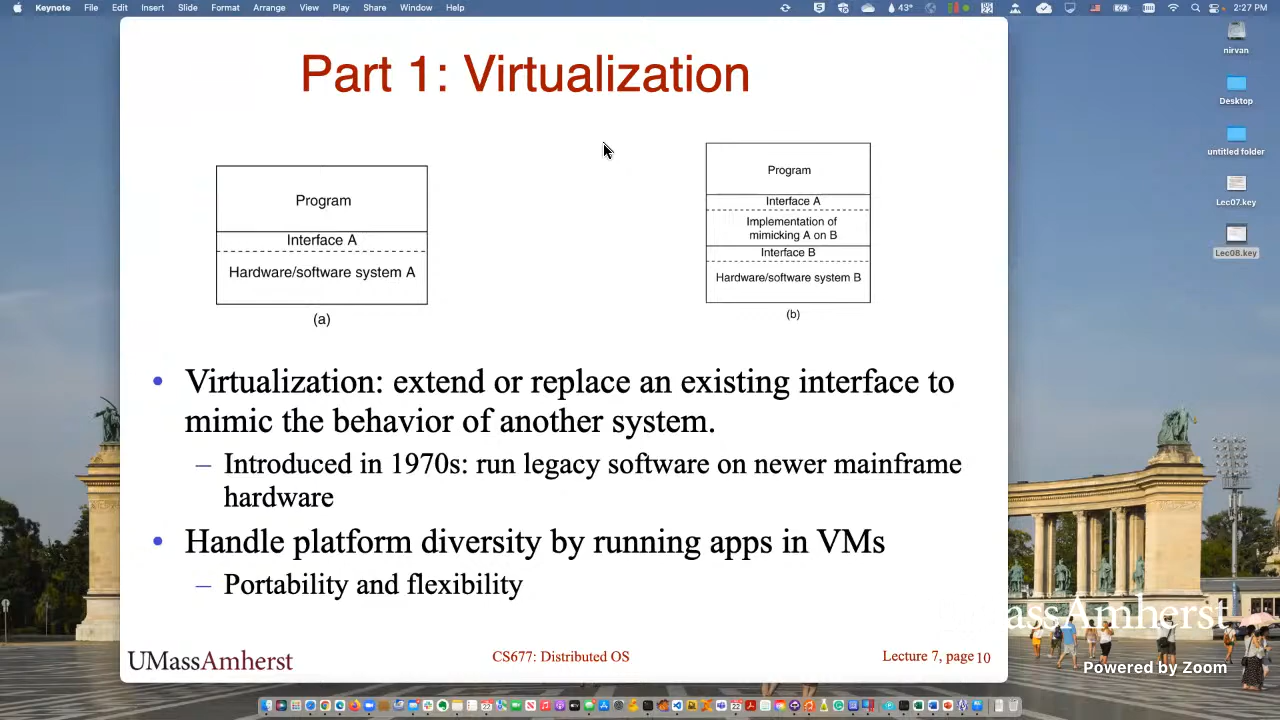 Keynote File Edit Insert Slide Format Arrange View Play Share Window Help 43° 2:27 PM
Part 1: Virtualization
Program
Interface A
Hardware/software system A
(a)
Program
Interface A
Implementation of
mimicking A on B
Interface B
Hardware/software system B
(b)
• Virtualization: extend or replace an existing interface to
mimic the behavior of another system.
– Introduced in 1970s: run legacy software on newer mainframe
hardware
• Handle platform diversity by running apps in VMs
– Portability and flexibility
UMassAmherst
CS677: Distributed OS
Lecture 7, page 10
nirvan
Desktop
untitled folder
Lec07.key
Lec08.key
assAmherst
Powered by Zoom